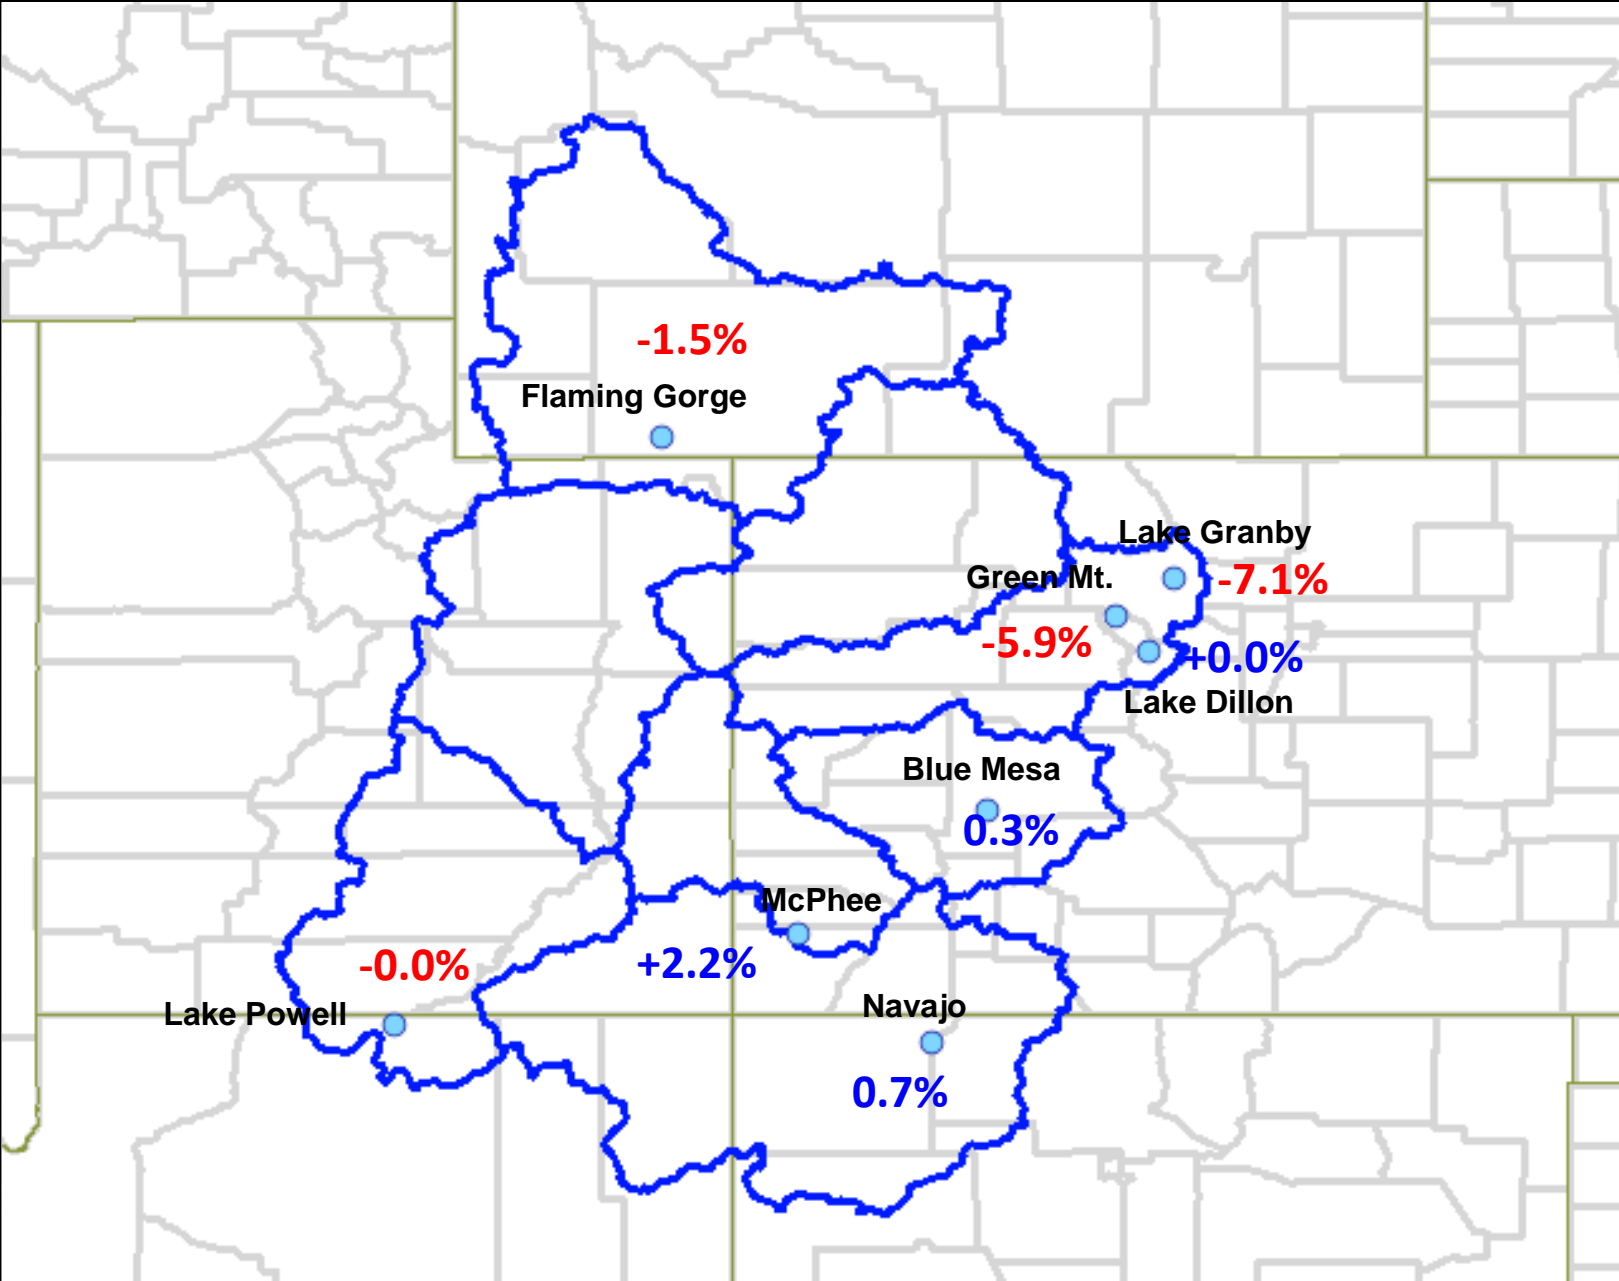 -1.5%
Flaming Gorge
Lake Granby
Green Mt.
-7.1%
-5.9%
+0.0%
Lake Dillon
Blue Mesa
0.3%
McPhee
+2.2%
-0.0%
Navajo
Lake Powell
0.7%